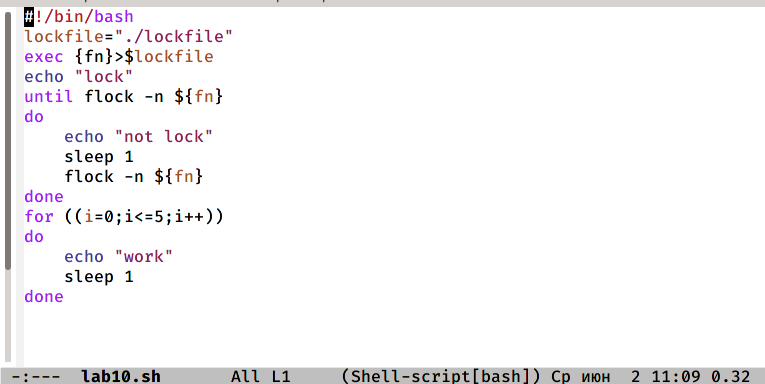 #!/bin/bash
lockfile="./lockfile"
exec {fn}>$lockfile
echo "lock"
until flock -n ${fn}
do
    echo "not lock"
    sleep 1
    flock -n ${fn}
done
for ((i=0;i<=5;i++))
do
    echo "work"
    sleep 1
done
-:--- lab10.sh All L1 (Shell-script[bash]) Ср июн 2 11:09 0.32